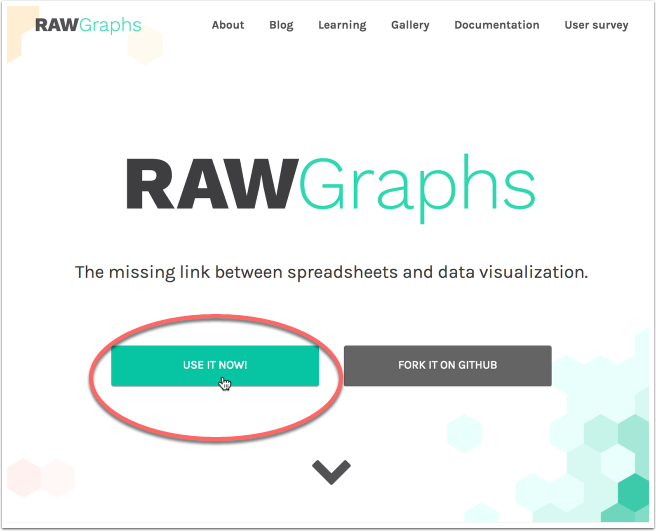 RAWGraphs About Blog Learning Gallery Documentation User survey
RAWGraphs
The missing link between spreadsheets and data visualization.
USE IT NOW! FORK IT ON GITHUB